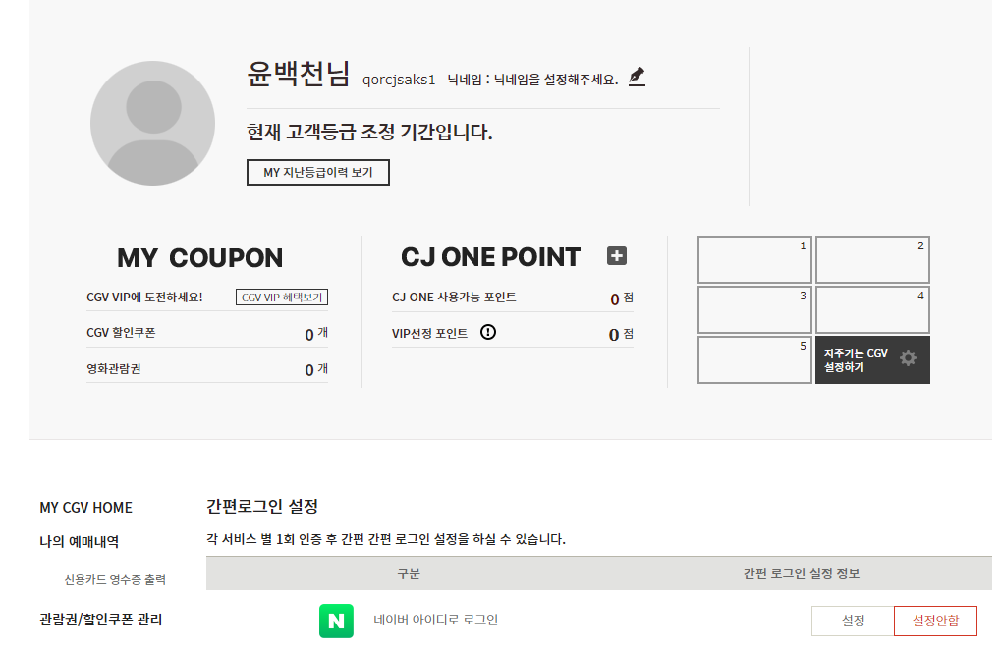 윤백천님 qorcjsaks1 닉네임 : 닉네임을 설정해주세요.
현재 고객등급 조정 기간입니다.
MY 지난등급이력 보기
MY COUPON
CGV VIP에 도전하세요! CGV VIP 혜택보기
CGV 할인쿠폰 0 개
영화관람권 0 개
CJ ONE POINT
CJ ONE 사용가능 포인트 0 점
VIP선정 포인트 0 점
1 2
3 4
5 자주가는 CGV
설정하기
MY CGV HOME
나의 예매내역
신용카드 영수증 출력
관람권/할인쿠폰 관리
간편로그인 설정
각 서비스 별 1회 인증 후 간편 간편 로그인 설정을 하실 수 있습니다.
구분 간편 로그인 설정 정보
N 네이버 아이디로 로그인 설정 설정안함